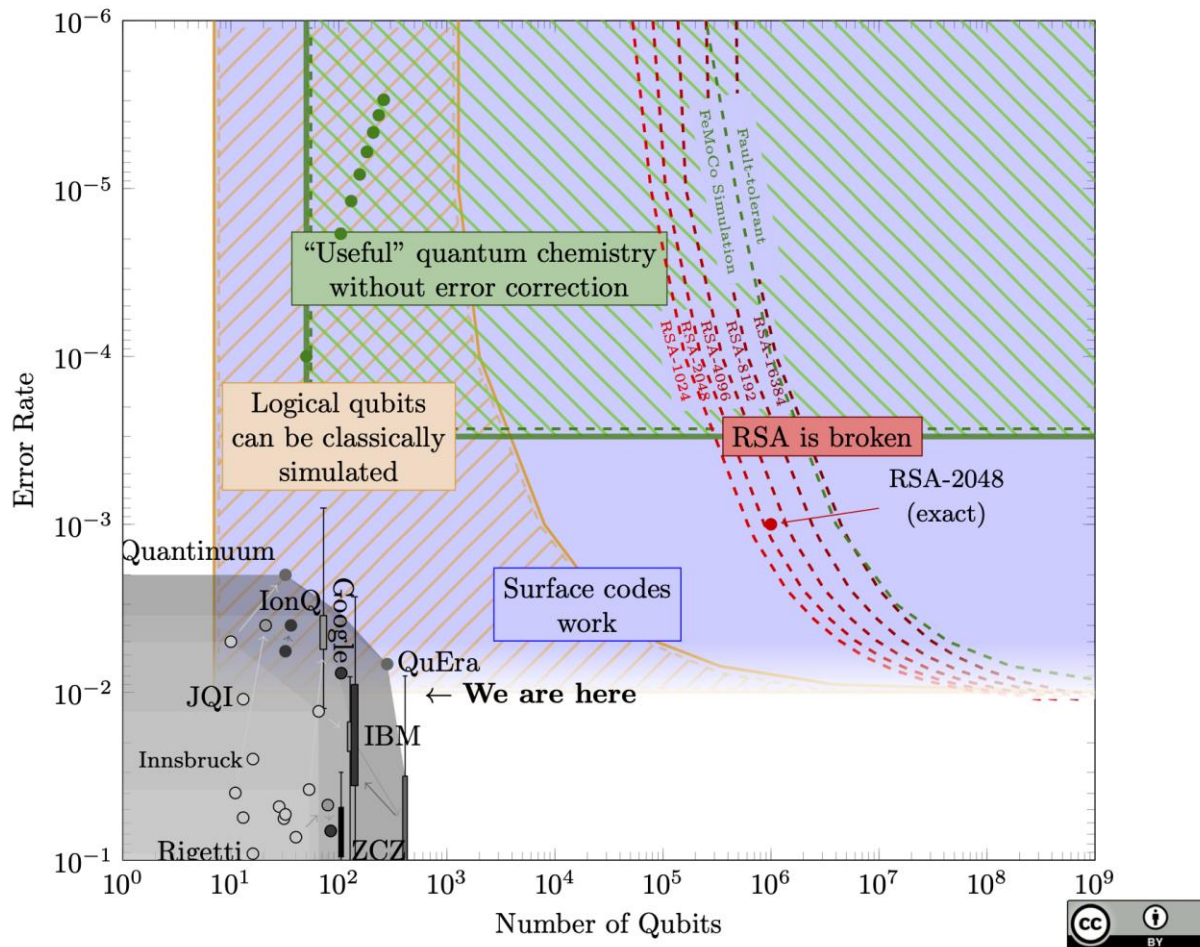 10⁻⁶
10⁻⁵
10⁻⁴
10⁻³
10⁻²
10⁻¹
Error Rate
“Useful” quantum chemistry
without error correction
Logical qubits
can be classically
simulated
FeMoCo Simulation
Fault-tolerant
RSA-1024
RSA-2048
RSA-4096
RSA-8192
RSA-16384
RSA is broken
RSA-2048
(exact)
Surface codes
work
Quantinuum
IonQ
Google
QuEra
← We are here
JQI
IBM
Innsbruck
Rigetti
ZCZ
10⁰
10¹
10²
10³
10⁴
10⁵
10⁶
10⁷
10⁸
10⁹
Number of Qubits
cc
BY